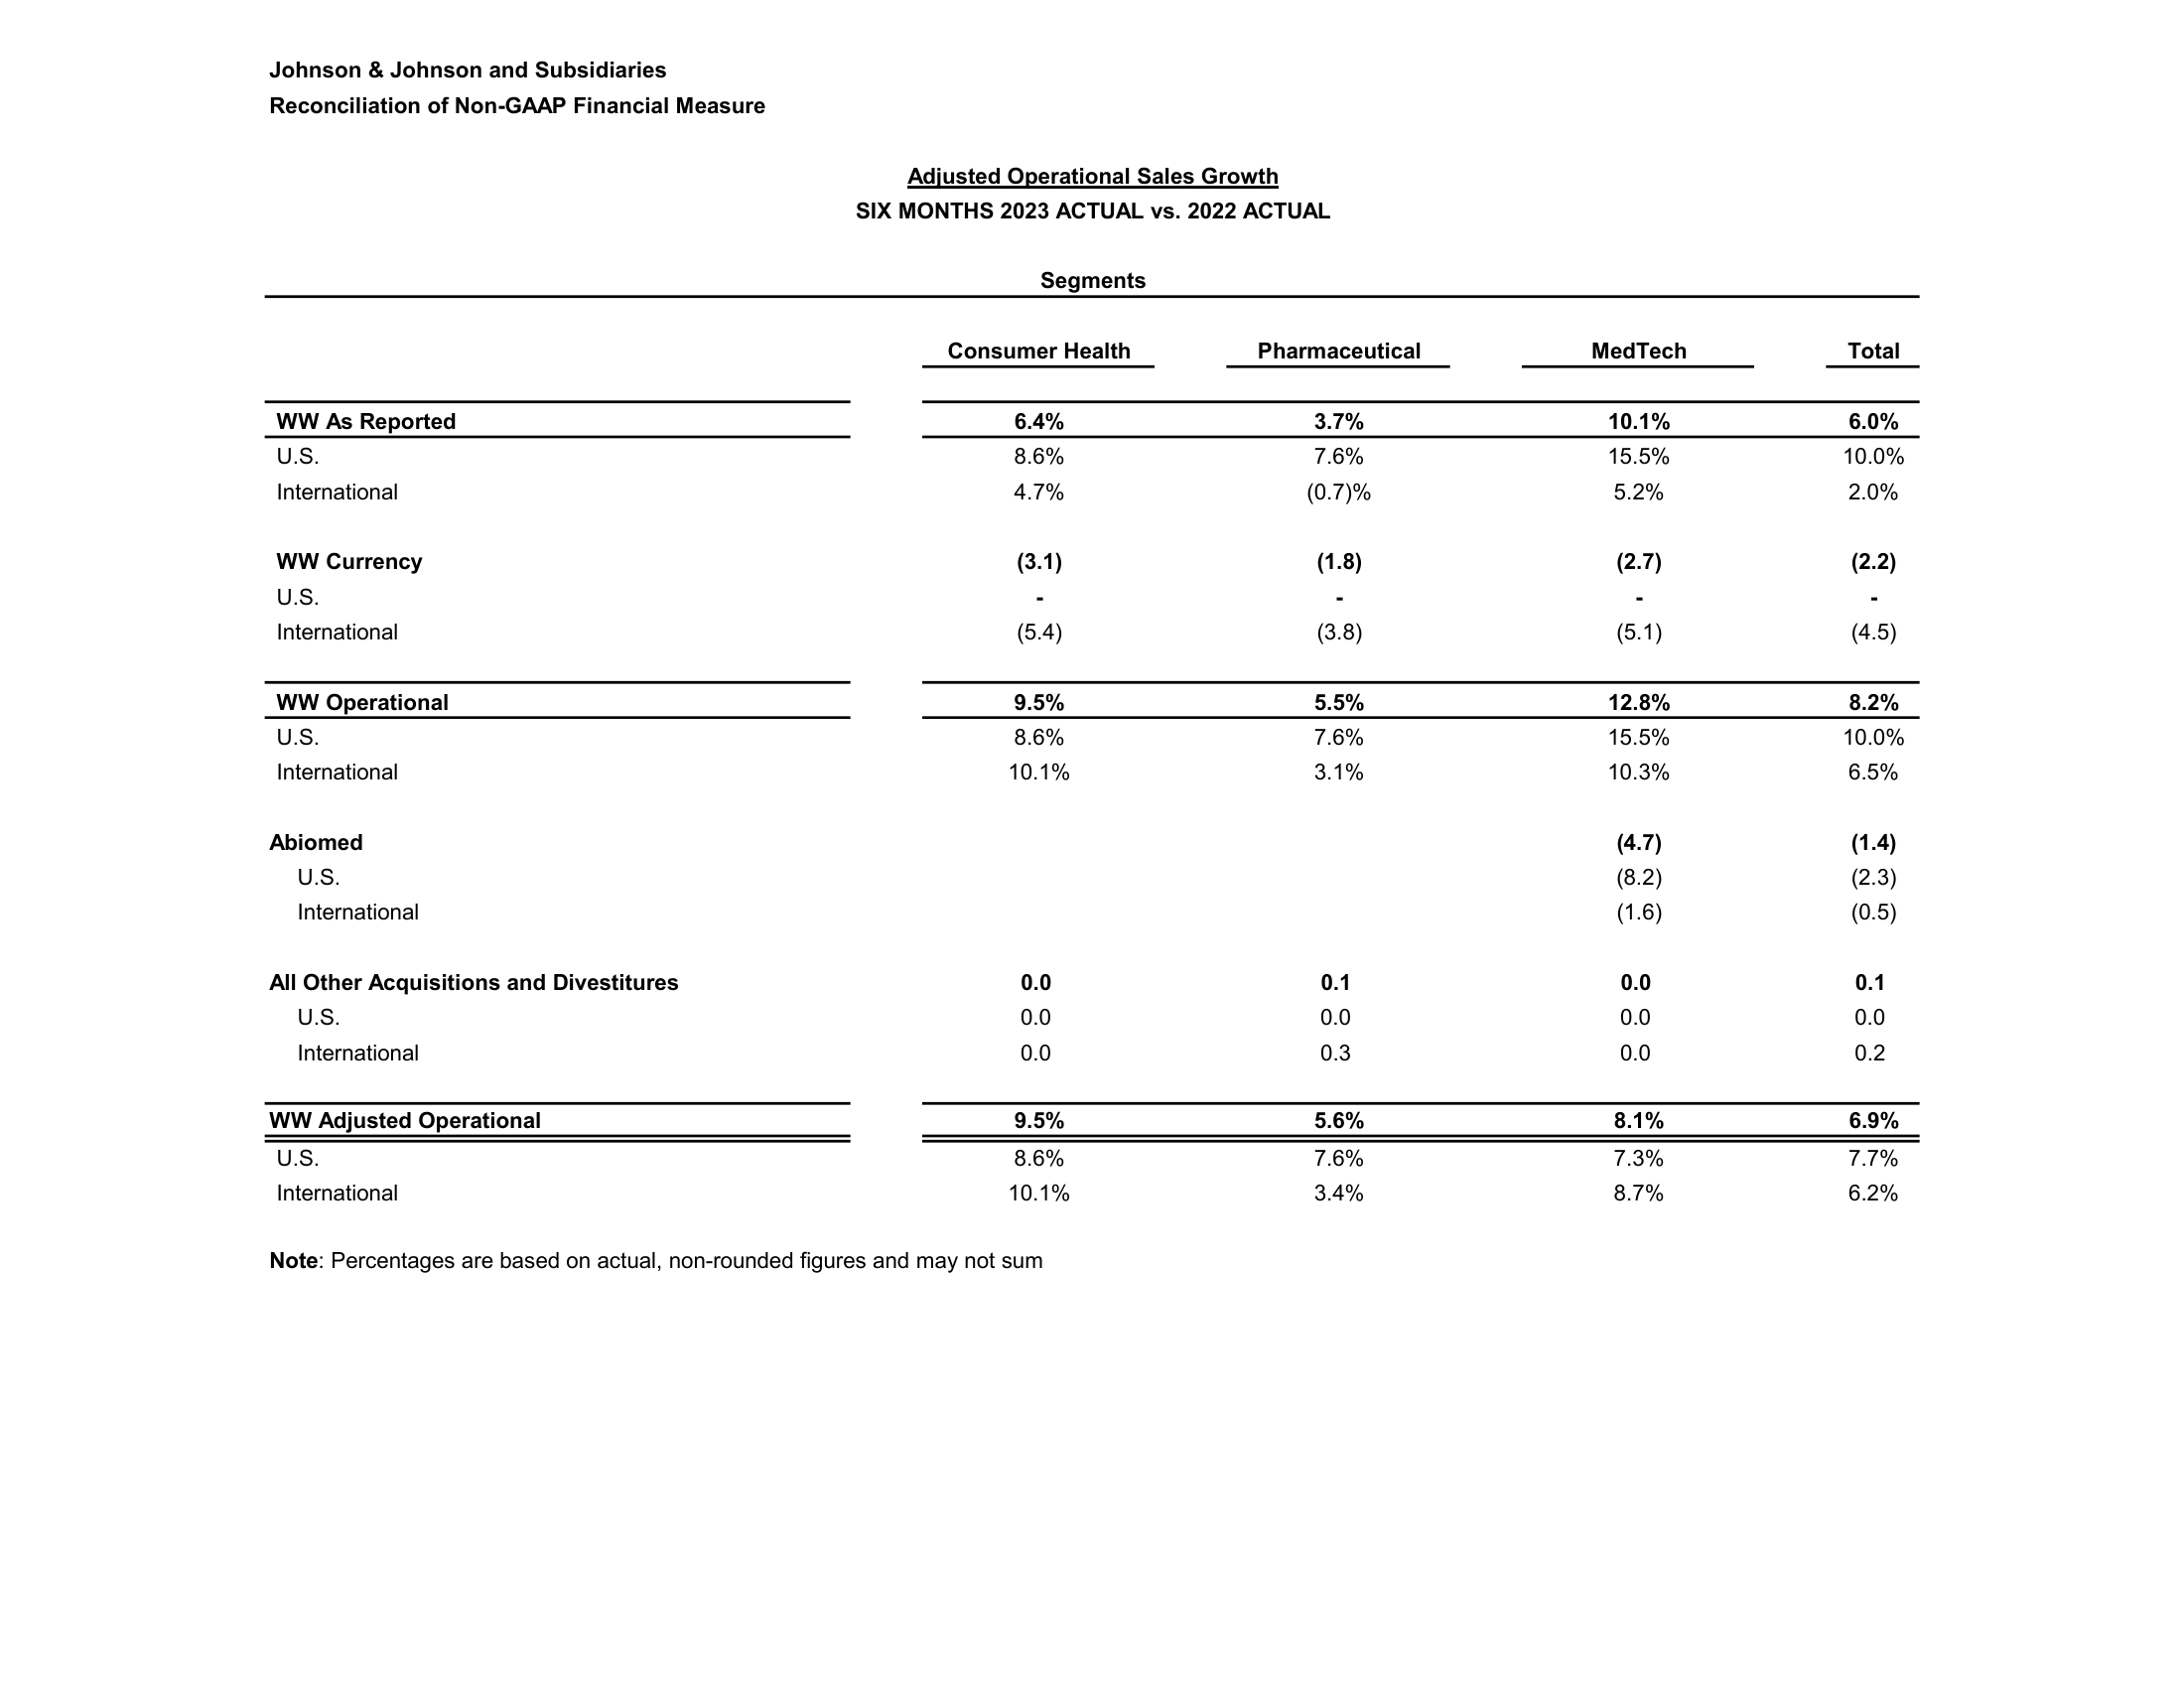 Johnson & Johnson and Subsidiaries
Reconciliation of Non-GAAP Financial Measure
Adjusted Operational Sales Growth
SIX MONTHS 2023 ACTUAL vs. 2022 ACTUAL
Segments
Consumer Health Pharmaceutical MedTech Total
WW As Reported 6.4% 3.7% 10.1% 6.0%
U.S. 8.6% 7.6% 15.5% 10.0%
International 4.7% (0.7)% 5.2% 2.0%
WW Currency (3.1) (1.8) (2.7) (2.2)
U.S. - - - -
International (5.4) (3.8) (5.1) (4.5)
WW Operational 9.5% 5.5% 12.8% 8.2%
U.S. 8.6% 7.6% 15.5% 10.0%
International 10.1% 3.1% 10.3% 6.5%
Abiomed (4.7) (1.4)
U.S. (8.2) (2.3)
International (1.6) (0.5)
All Other Acquisitions and Divestitures 0.0 0.1 0.0 0.1
U.S. 0.0 0.0 0.0 0.0
International 0.0 0.3 0.0 0.2
WW Adjusted Operational 9.5% 5.6% 8.1% 6.9%
U.S. 8.6% 7.6% 7.3% 7.7%
International 10.1% 3.4% 8.7% 6.2%
Note: Percentages are based on actual, non-rounded figures and may not sum